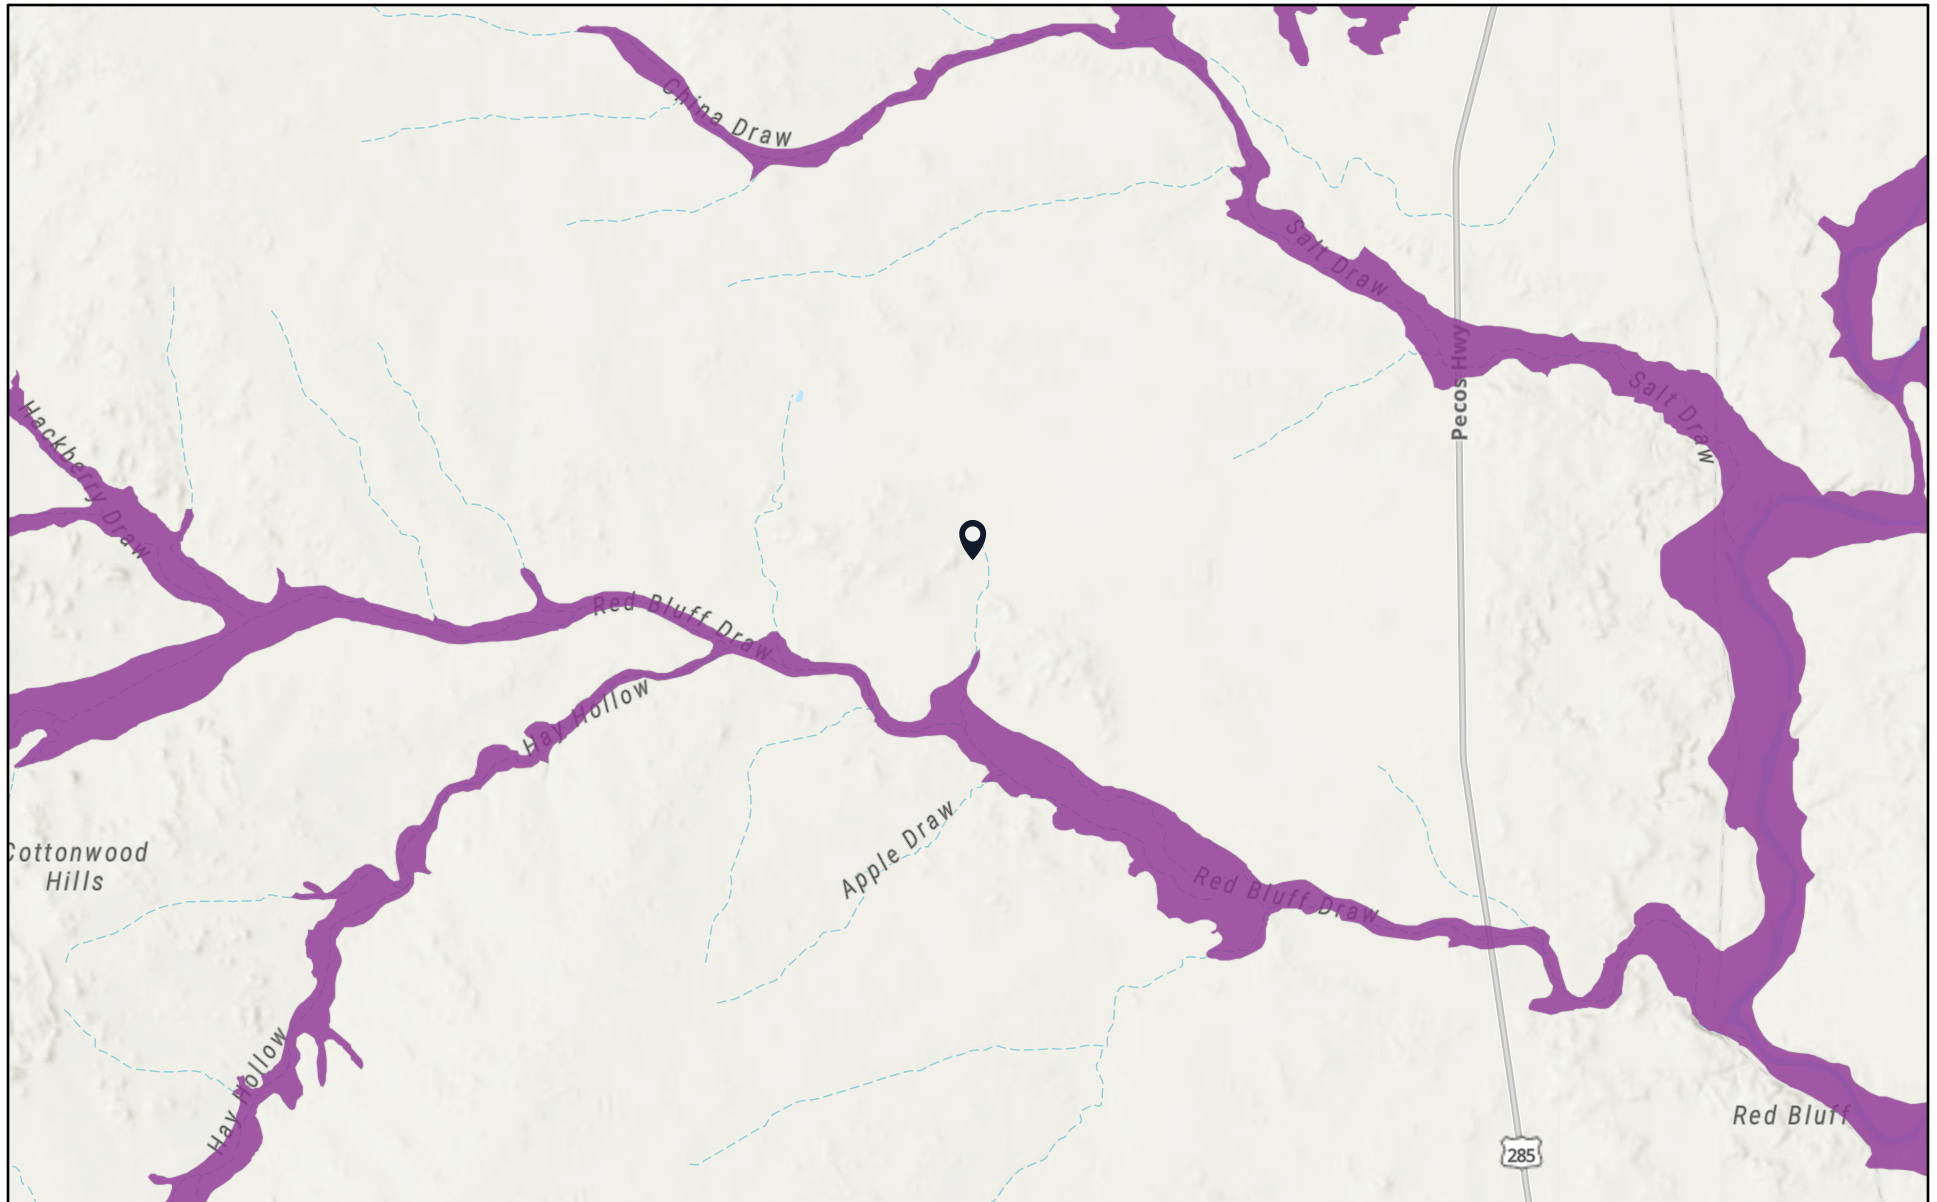 China Draw
Salt Draw
Pecos Hwy
Salt Draw
Hackberry Draw
Red Bluff Draw
Hay Hollow
Apple Draw
Cottonwood
Hills
Red Bluff Draw
Hay Hollow
Red Bluff
285